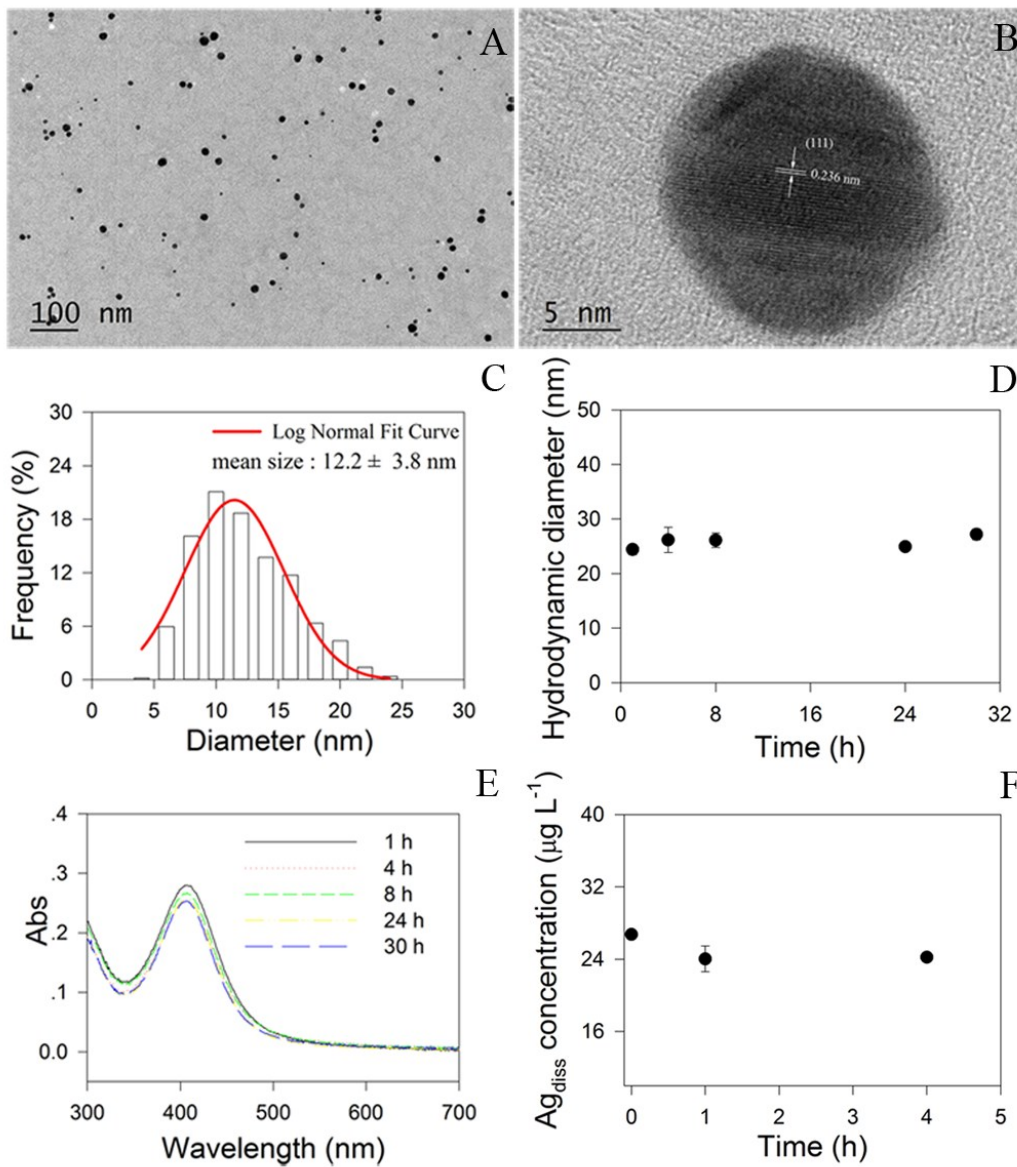 A
100 nm
B
(111)
0.236 nm
5 nm
C
30
24
18
12
6
0
Frequency (%)
Log Normal Fit Curve
mean size : 12.2 ± 3.8 nm
0 5 10 15 20 25 30
Diameter (nm)
D
50
40
30
20
10
0
Hydrodynamic diameter (nm)
0 8 16 24 32
Time (h)
E
.4
.3
.2
.1
0.0
Abs
1 h
4 h
8 h
24 h
30 h
300 400 500 600 700
Wavelength (nm)
F
40
32
24
16
Ag_diss concentration (µg L⁻¹)
0 1 2 3 4 5
Time (h)